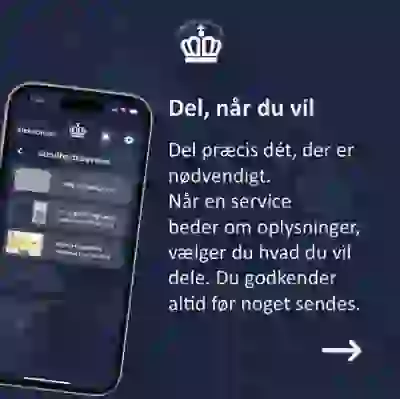 Del, når du vil
Del præcis dét, der er
nødvendigt.
Når en service
beder om oplysninger,
vælger du hvad du vil
dele. Du godkender
altid før noget sendes.